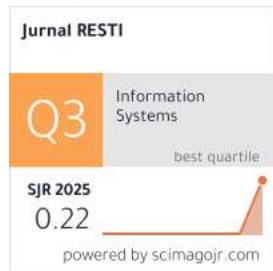 Jurnal RESTI
Q3
Information
Systems
best quartile
SJR 2025
0.22
powered by scimagojr.com